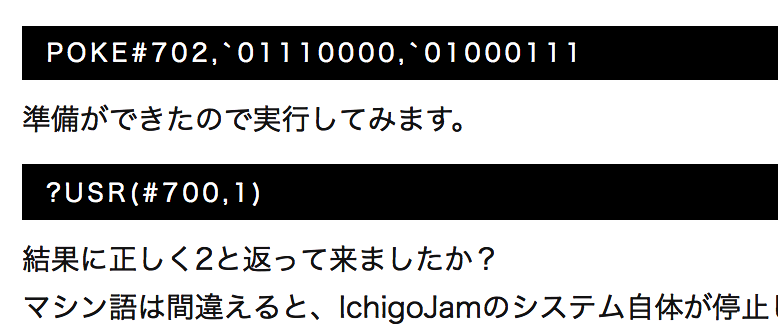 POKE#702,`01110000,`01000111
準備ができたので実行してみます。
?USR(#700,1)
結果に正しく2と返って来ましたか？
マシン語は間違えると、IchigoJamのシステム自体が停止